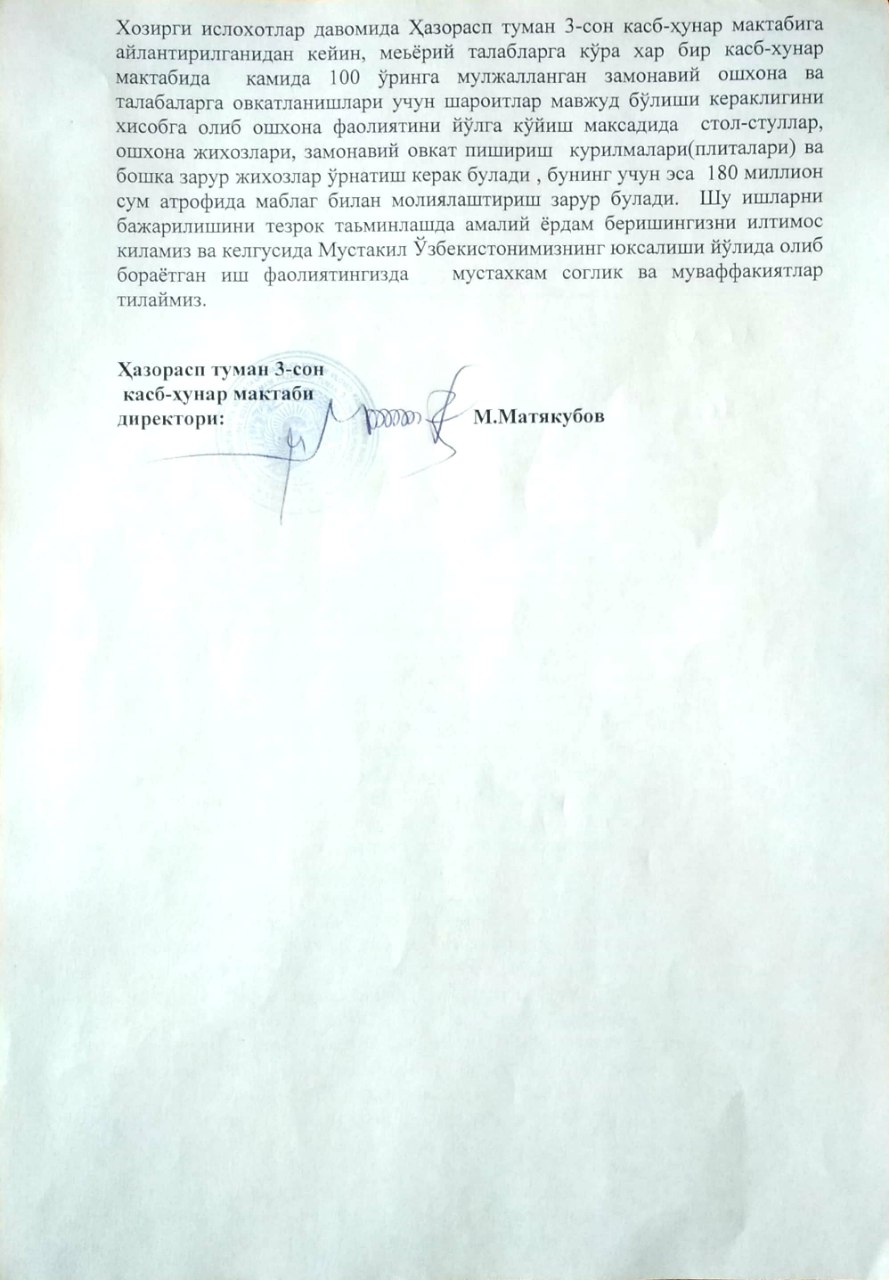 Хозирги ислохотлар давомида Ҳазорасп туман 3-сон касб-ҳунар мактабига
айлантирилганидан кейин, меьёрий талабларга кўра хар бир касб-хунар
мактабида камида 100 ўринга мулжалланган замонавий ошхона ва
талабаларга овкатланишлари учун шароитлар мавжуд бўлиши кераклигини
хисобга олиб ошхона фаолиятини йўлга кўйиш максадида стол-стуллар,
ошхона жихозлари, замонавий овкат пишириш курилмалари(плиталари) ва
бошка зарур жихозлар ўрнатиш керак булади , бунинг учун эса 180 миллион
сум атрофида маблаг билан молиялаштириш зарур булади. Шу ишларни
бажарилишини тезрок таьминлашда амалий ёрдам беришингизни илтимос
киламиз ва келгусида Мустакил Ўзбекистонимизнинг юксалиши йўлида олиб
бораётган иш фаолиятингизда мустахкам соглик ва муваффакиятлар
тилаймиз.
Ҳазорасп туман 3-сон
касб-ҳунар мактаби
директори: М.Матякубов